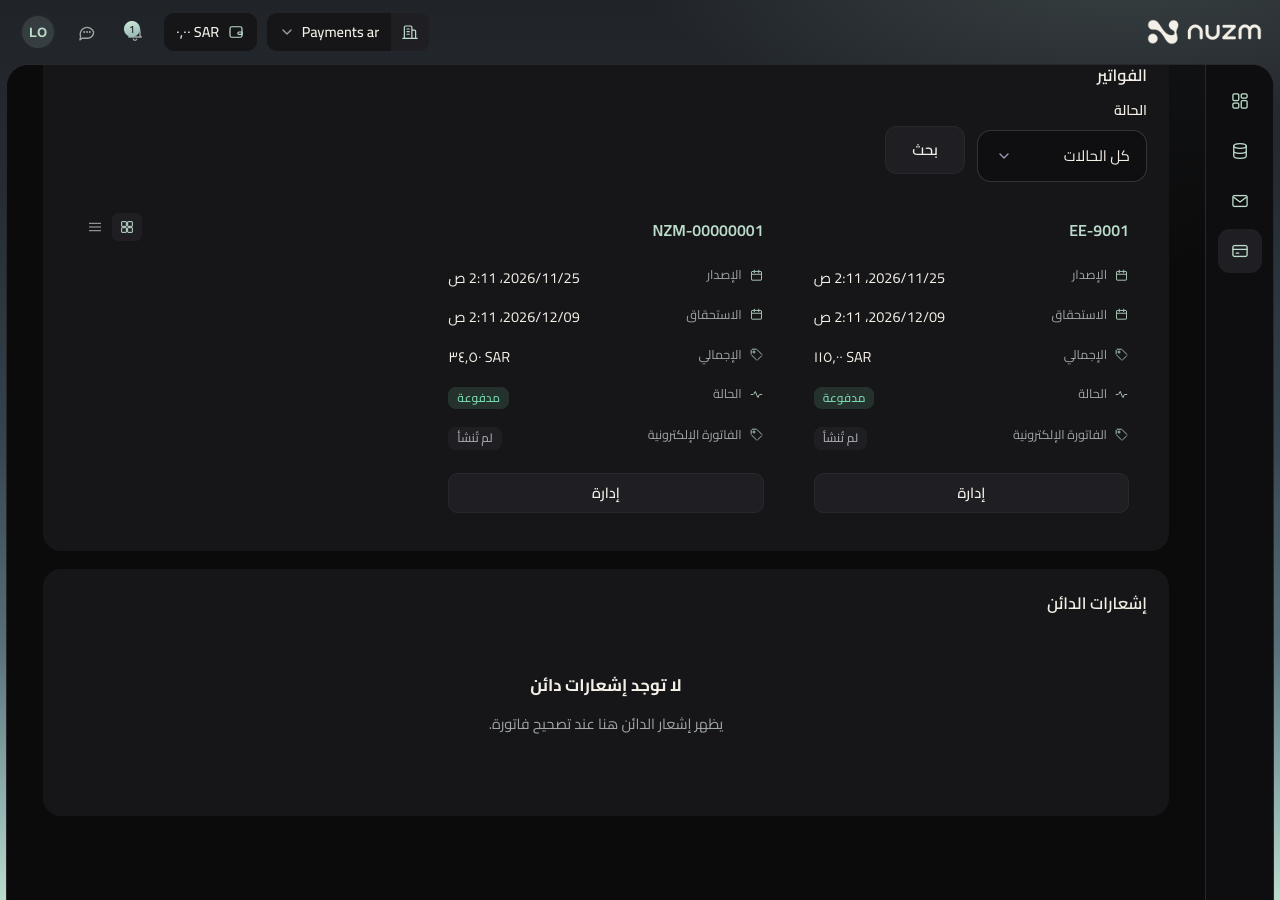 nuzm
Payments ar
٠٫٠٠ SAR
1
LO
الفواتير
الحالة
كل الحالات
بحث
EE-9001
الإصدار
2026/11/25، 2:11 ص
الاستحقاق
2026/12/09، 2:11 ص
الإجمالي
١١٥٫٠٠ SAR
الحالة
مدفوعة
الفاتورة الإلكترونية
لم تُنشأ
إدارة
NZM-00000001
الإصدار
2026/11/25، 2:11 ص
الاستحقاق
2026/12/09، 2:11 ص
الإجمالي
٣٤٫٥٠ SAR
الحالة
مدفوعة
الفاتورة الإلكترونية
لم تُنشأ
إدارة
إشعارات الدائن
لا توجد إشعارات دائن
يظهر إشعار الدائن هنا عند تصحيح فاتورة.